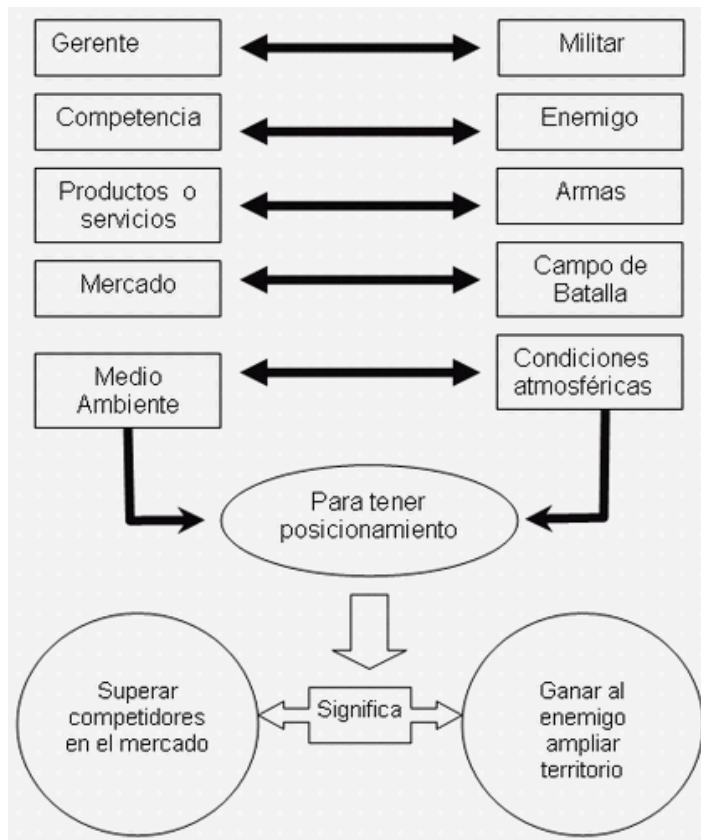 Gerente
Militar
Competencia
Enemigo
Productos o
servicios
Armas
Mercado
Campo de
Batalla
Medio
Ambiente
Condiciones
atmosféricas
Para tener
posicionamiento
Superar
competidores
en el mercado
Significa
Ganar al
enemigo
ampliar
territorio